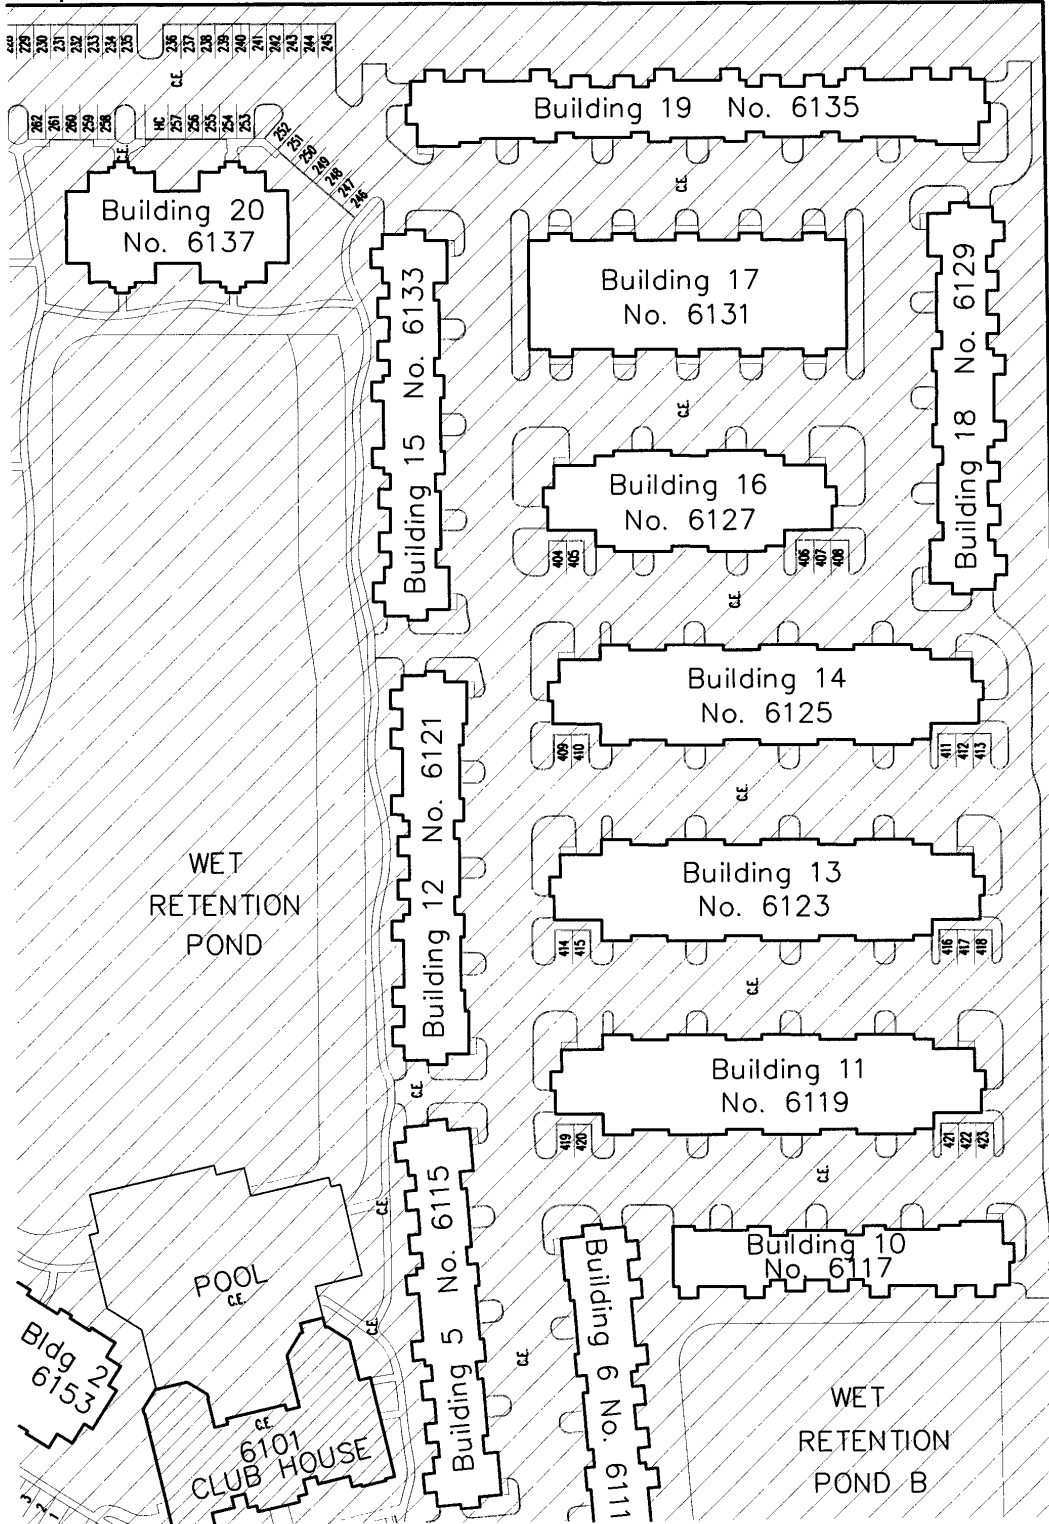 229
230
231
232
233
234
235
236
237
238
239
240
241
242
243
244
245
C.E.
262
261
260
259
258
HC
257
256
255
254
253
252
251
250
249
248
247
246
C.E.
Building 19 No. 6135
C.E.
Building 20
No. 6137
Building 15 No. 6133
Building 17
No. 6131
Building 18 No. 6129
C.E.
Building 16
No. 6127
404
405
406
407
408
C.E.
Building 14
No. 6125
409
410
411
412
413
C.E.
Building 12 No. 6121
Building 13
No. 6123
414
415
416
417
418
C.E.
WET
RETENTION
POND
Building 11
No. 6119
419
420
421
422
423
C.E.
C.E.
C.E.
Building 5 No. 6115
Building 10
No. 6117
Building 6 No. 6111
C.E.
POOL
C.E.
C.E.
Bldg 2
6153
C.E.
6101
CLUB HOUSE
WET
RETENTION
POND B
3
2
1